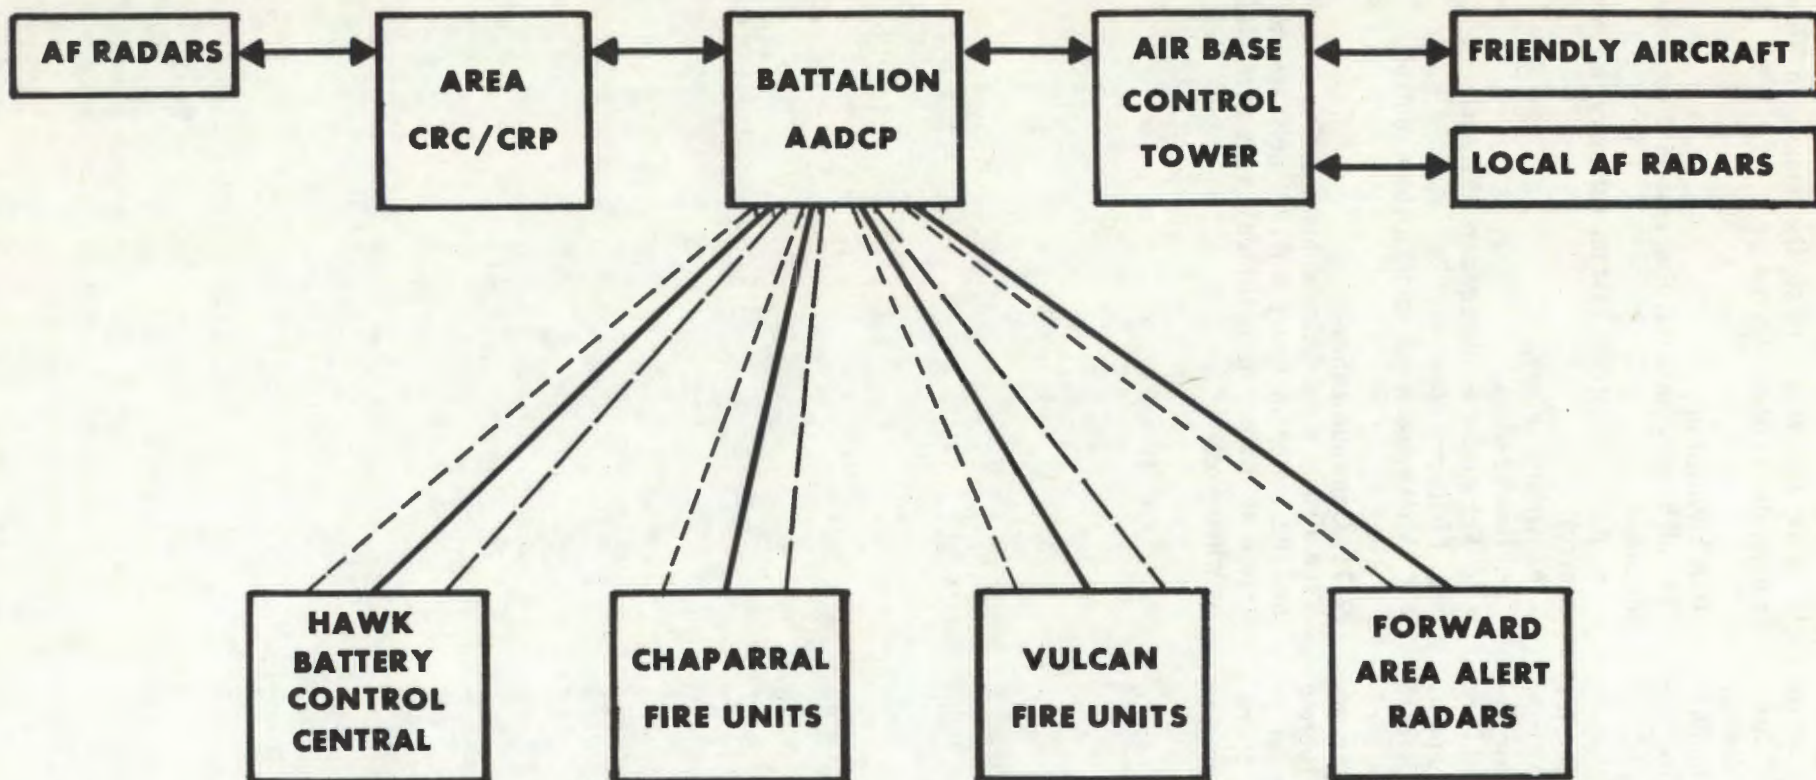 AF RADARS
AREA
CRC/CRP
BATTALION
AADCP
AIR BASE
CONTROL
TOWER
FRIENDLY AIRCRAFT
LOCAL AF RADARS
HAWK
BATTERY
CONTROL
CENTRAL
CHAPARRAL
FIRE UNITS
VULCAN
FIRE UNITS
FORWARD
AREA ALERT
RADARS